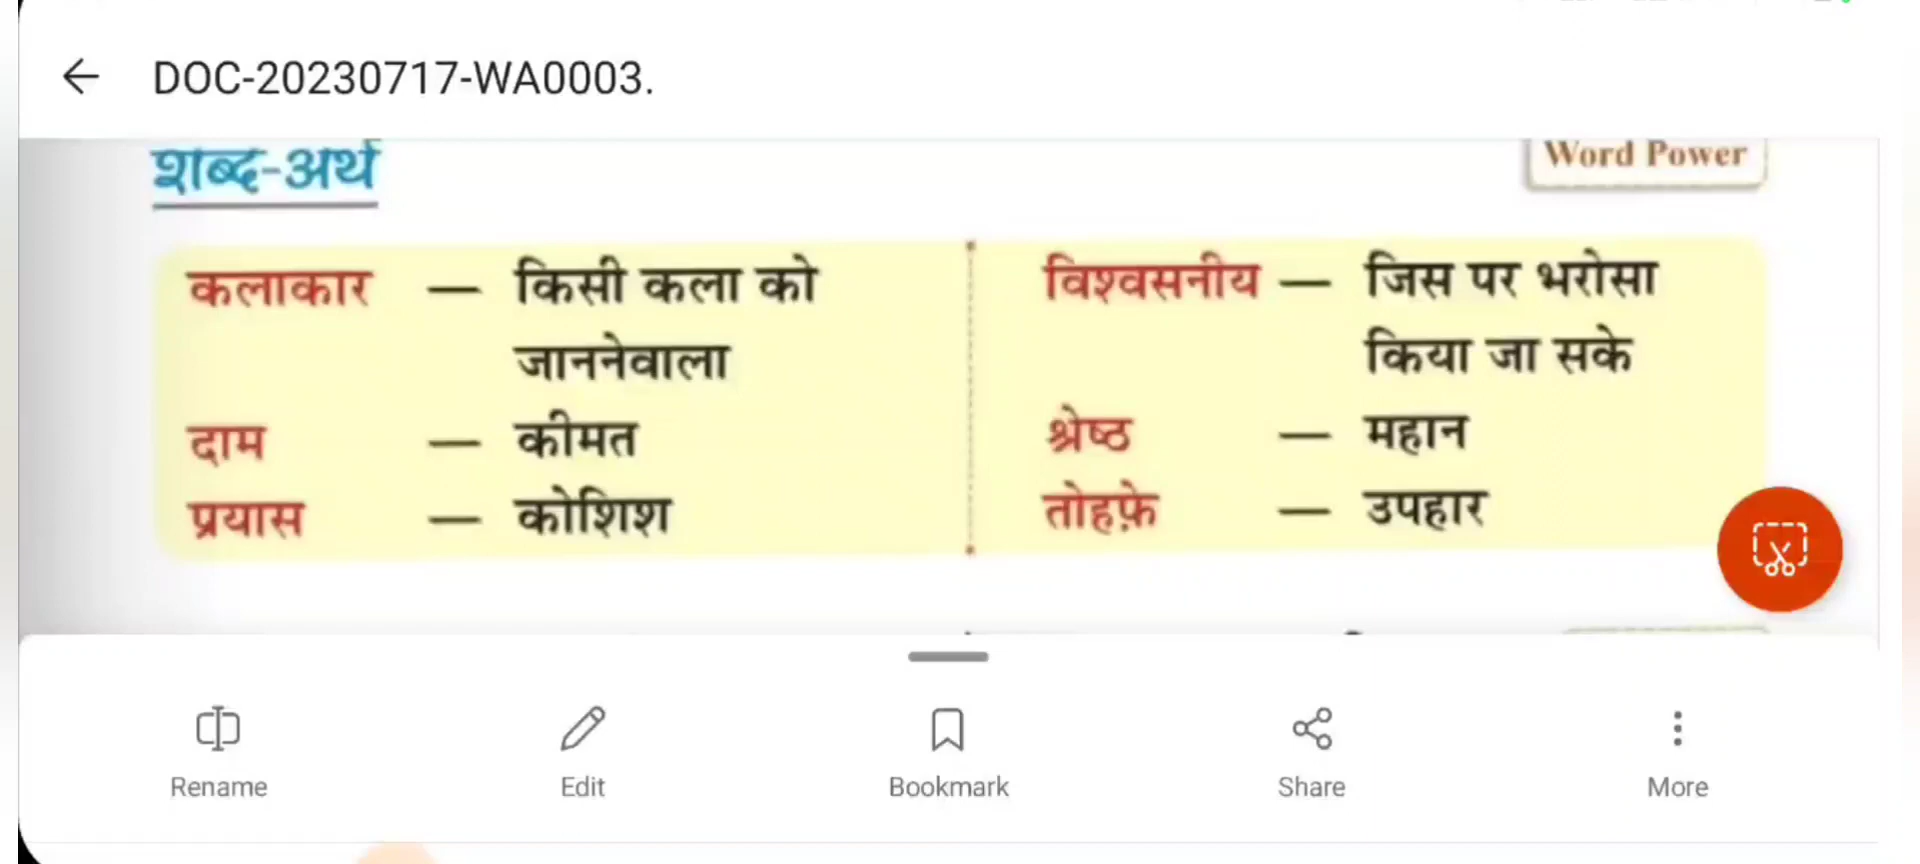 DOC-20230717-WA0003.
शब्द-अर्थ
Word Power
कलाकार — किसी कला को
जाननेवाला
दाम — कीमत
प्रयास — कोशिश
विश्वसनीय — जिस पर भरोसा
किया जा सके
श्रेष्ठ — महान
तोहफ़े — उपहार
Rename
Edit
Bookmark
Share
More